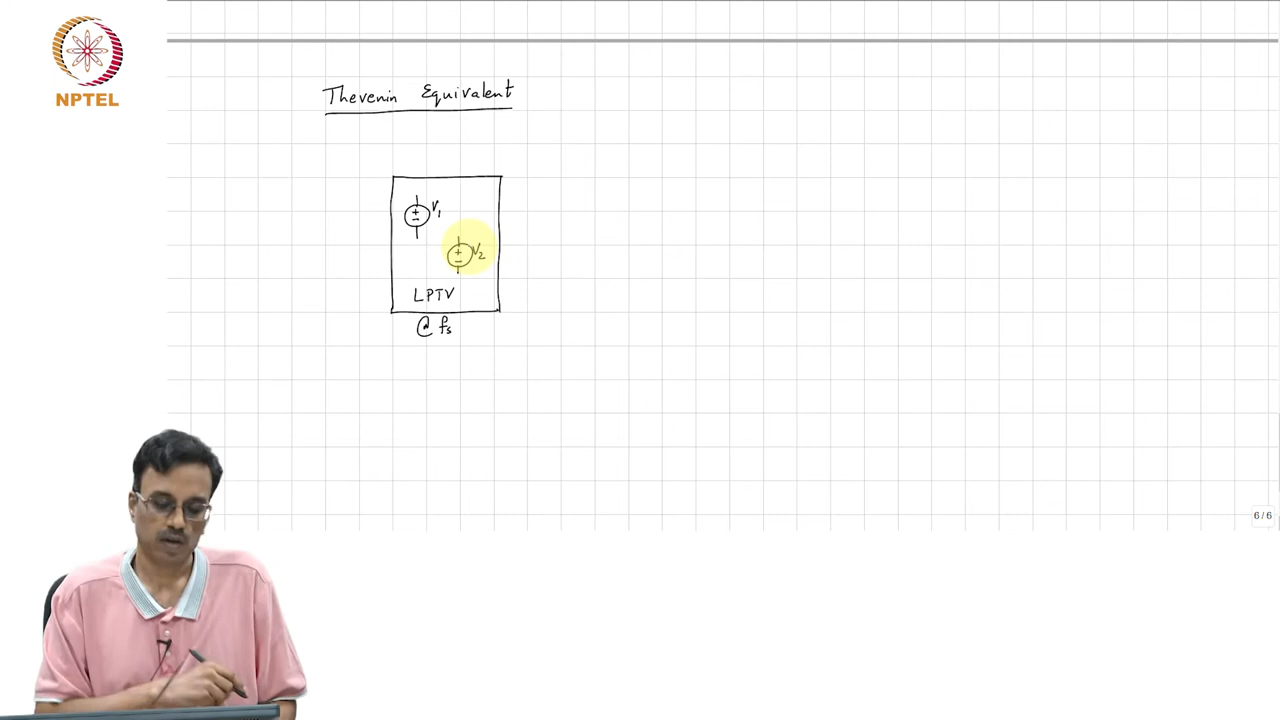 NPTEL
Thevenin Equivalent
V1
V2
LPTV
@ fs
6 / 6